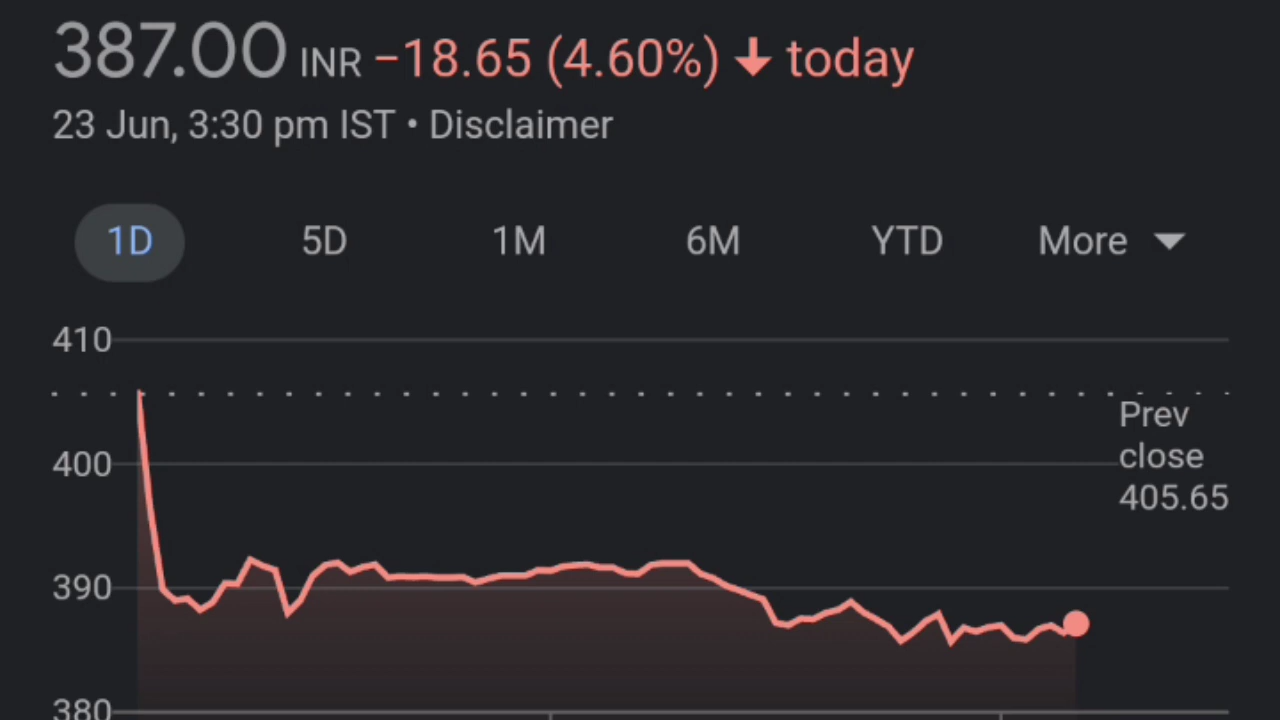 387.00 INR −18.65 (4.60%) ↓ today
23 Jun, 3:30 pm IST • Disclaimer
1D 5D 1M 6M YTD More
410
Prev
close
400
405.65
390
380